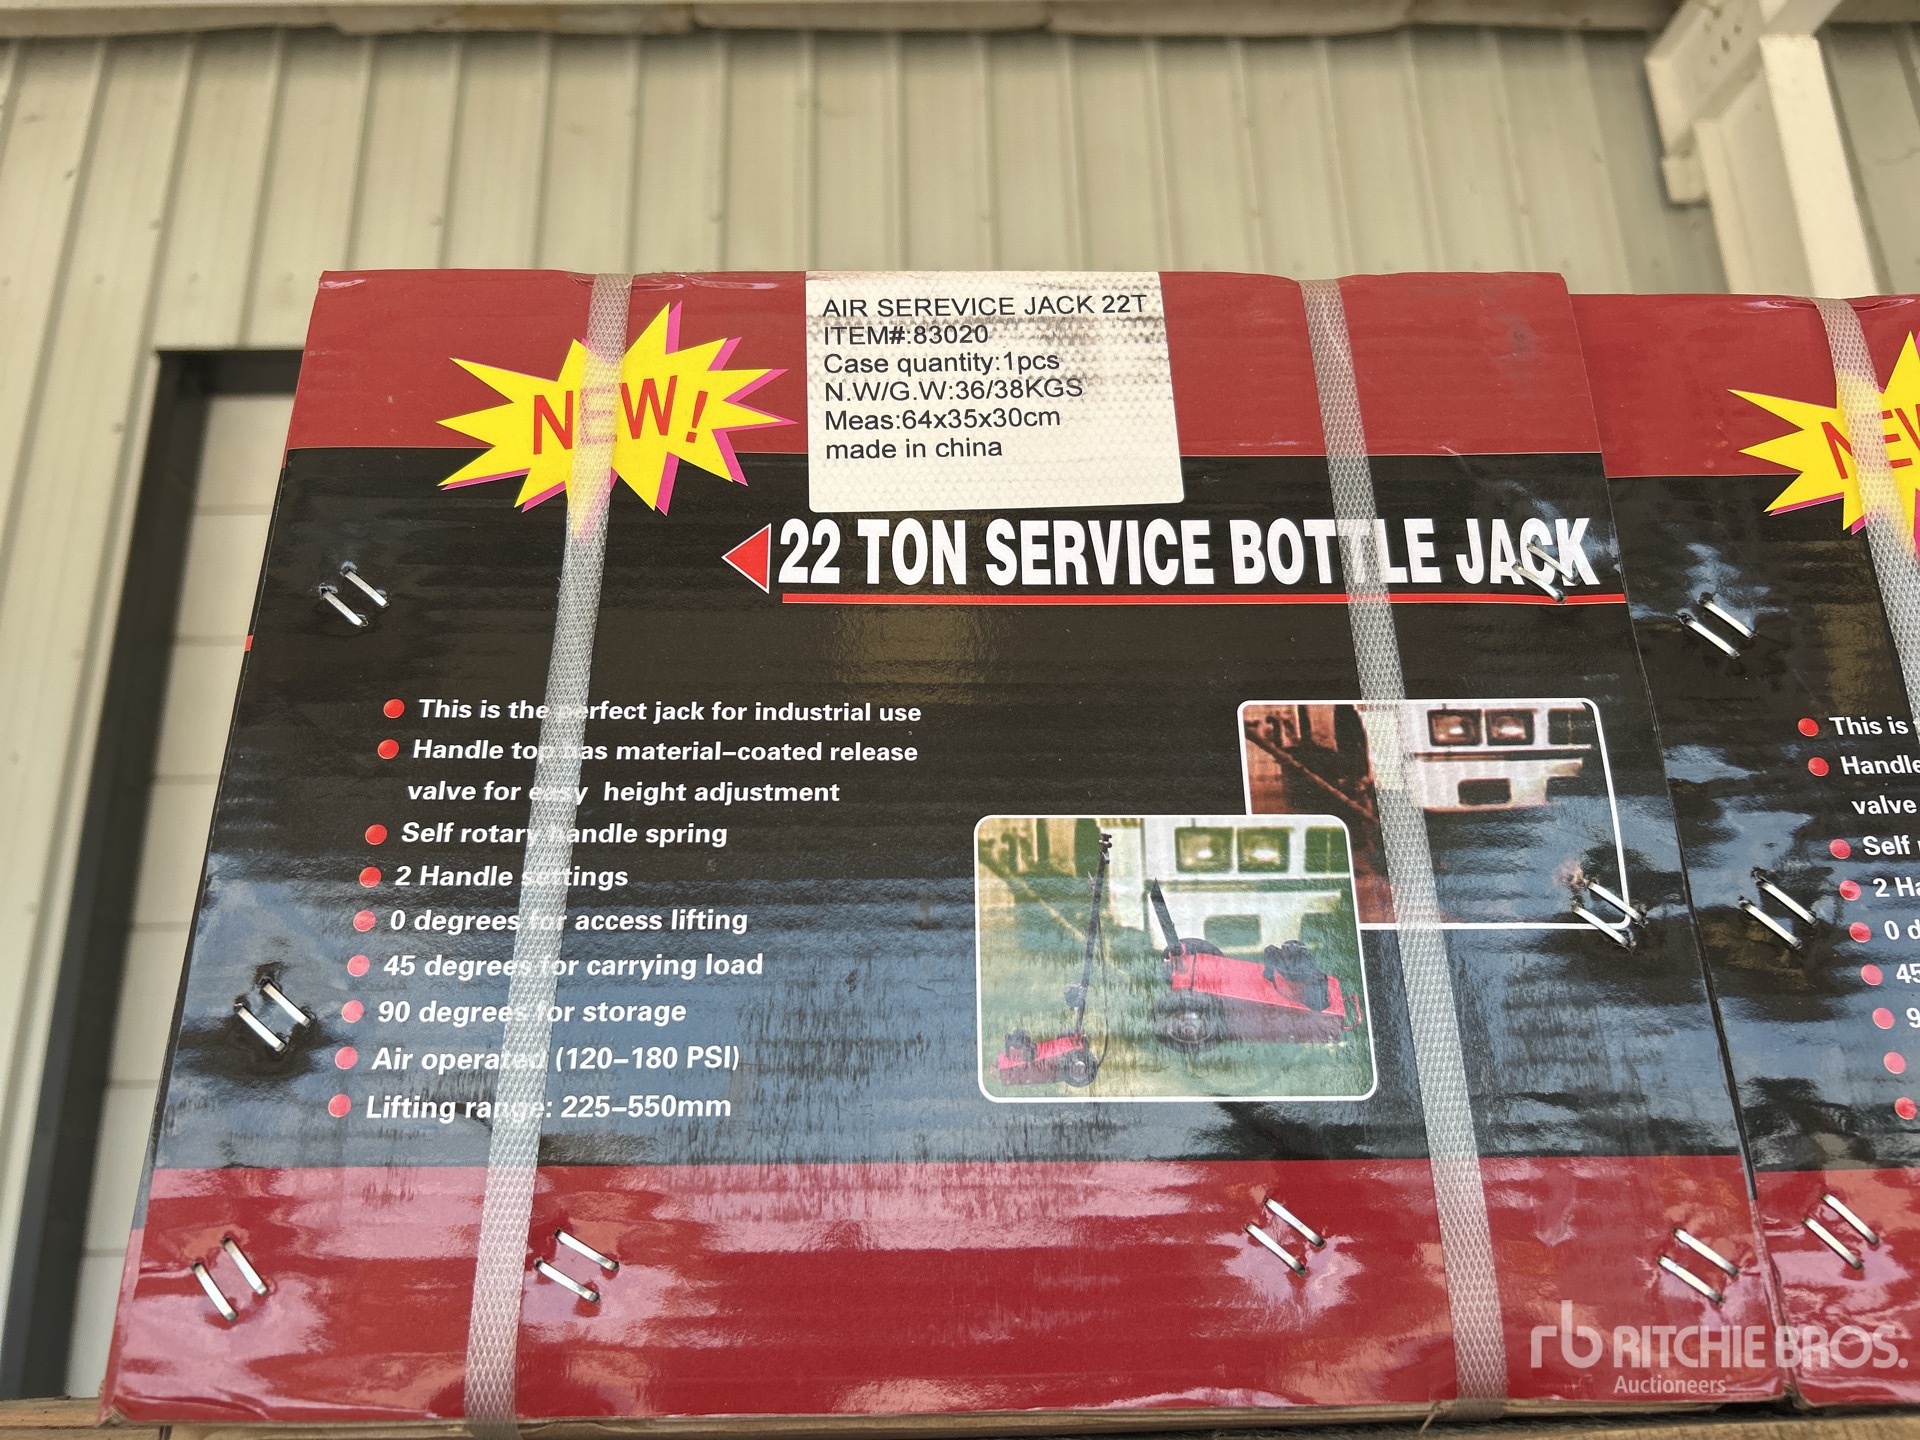 NEW!
AIR SEREVICE JACK 22T
ITEM#:83020
Case quantity:1pcs
N.W/G.W:36/38KGS
Meas:64x35x30cm
made in china
22 TON SERVICE BOTTLE JACK
This is the perfect jack for industrial use
Handle top has material-coated release
valve for easy height adjustment
Self rotary handle spring
2 Handle settings
0 degrees for access lifting
45 degrees for carrying load
90 degrees for storage
Air operated (120-180 PSI)
Lifting range: 225-550mm
NEW
This is
Handle
valve
Self
2 Ha
0 d
45
9
rb RITCHIE BROS.
Auctioneers